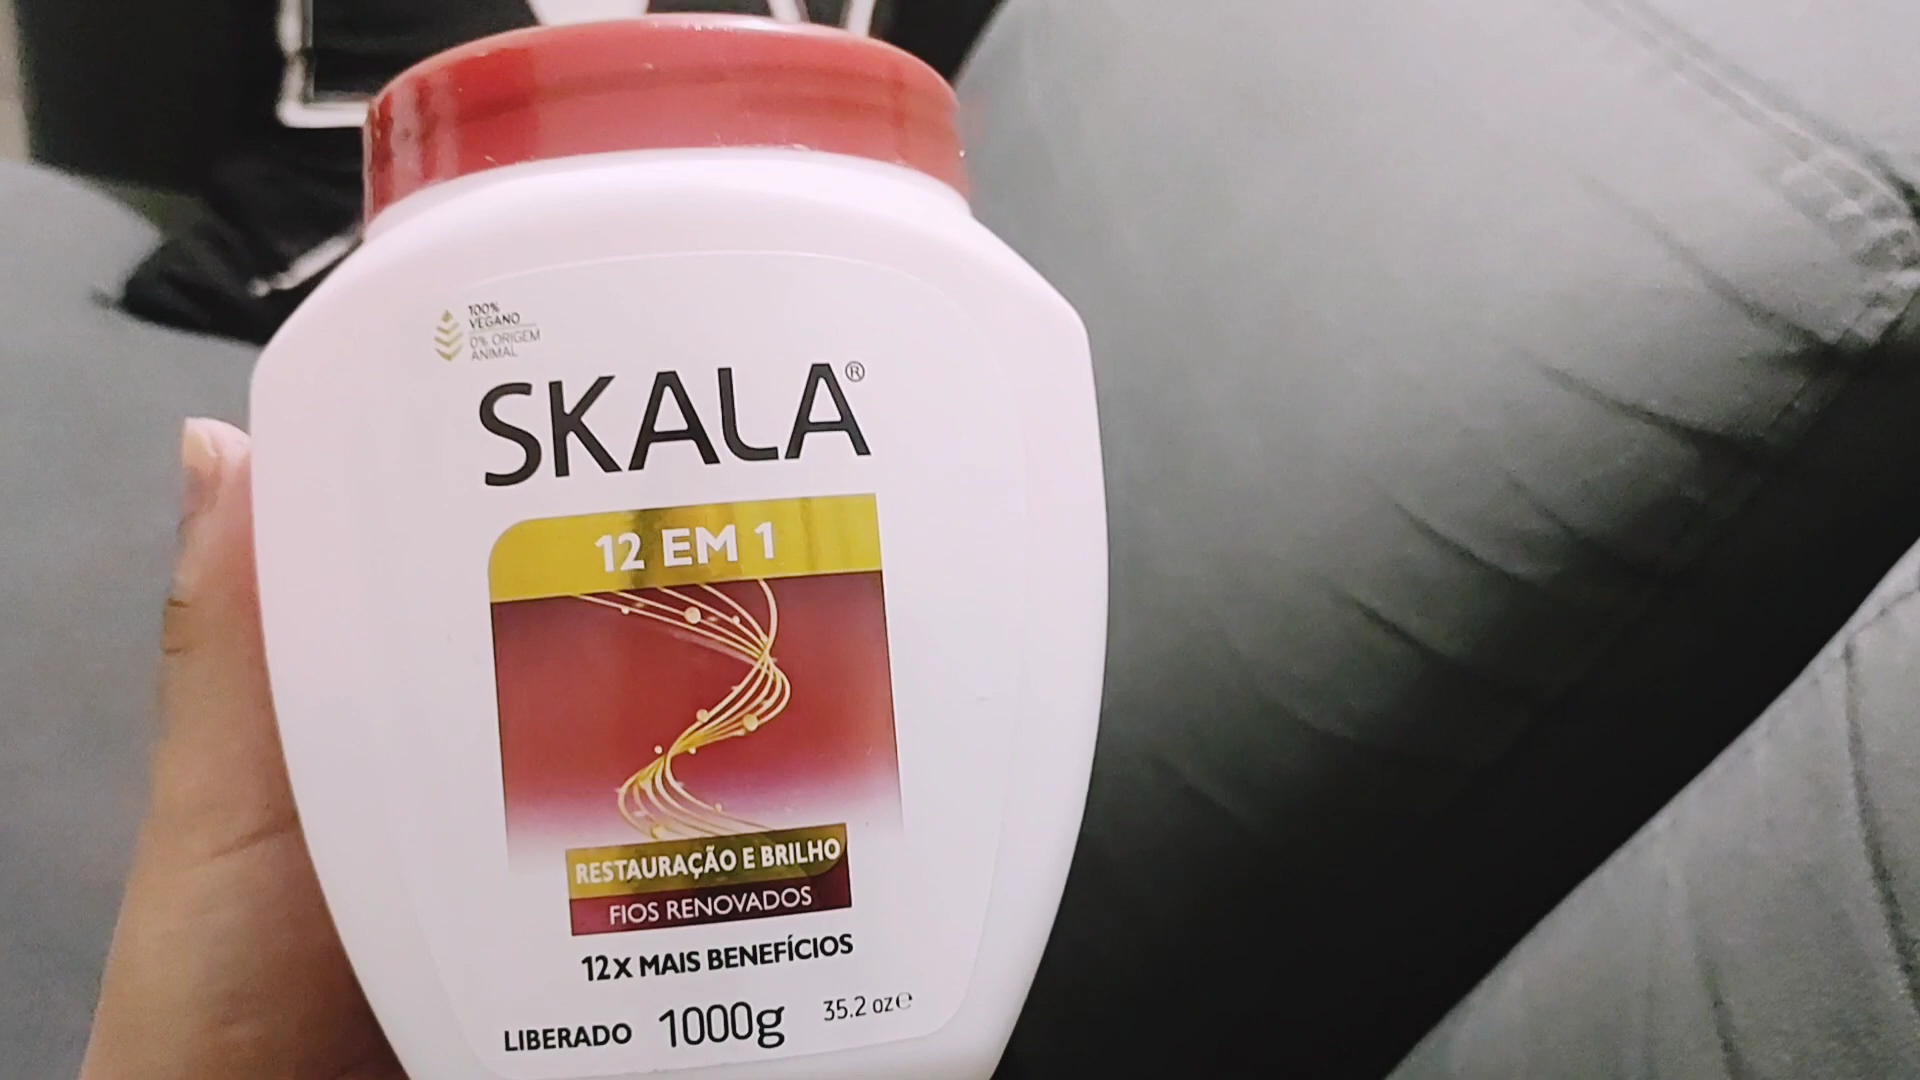 100%
VEGANO
0% ORIGEM
ANIMAL
SKALA®
12 EM 1
RESTAURAÇÃO E BRILHO
FIOS RENOVADOS
12X MAIS BENEFÍCIOS
LIBERADO 1000g 35.2 oz℮